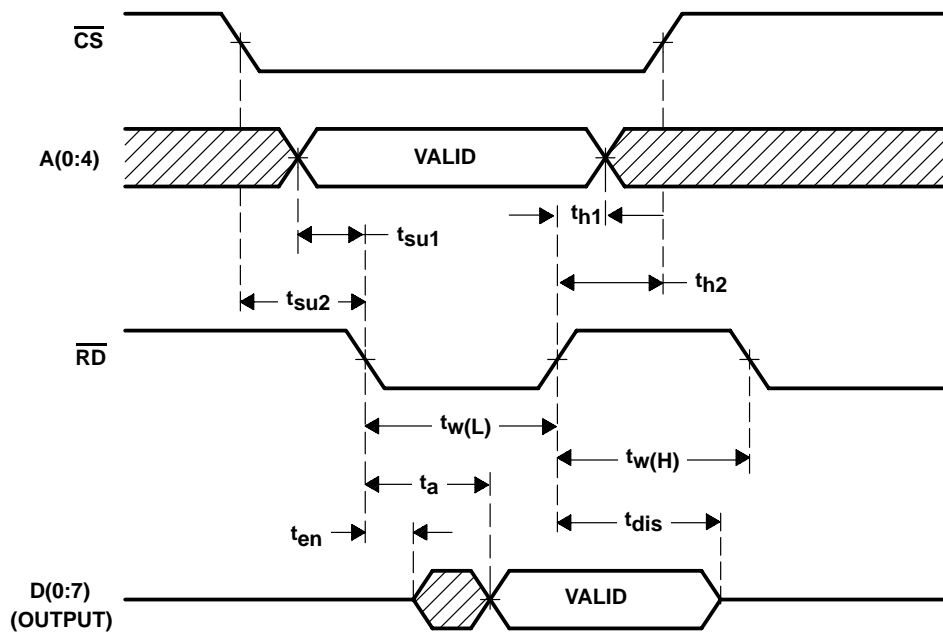 CS
A(0:4)
VALID
th1
tsu1
th2
tsu2
RD
tw(L)
tw(H)
ta
tdis
ten
D(0:7)
(OUTPUT)
VALID